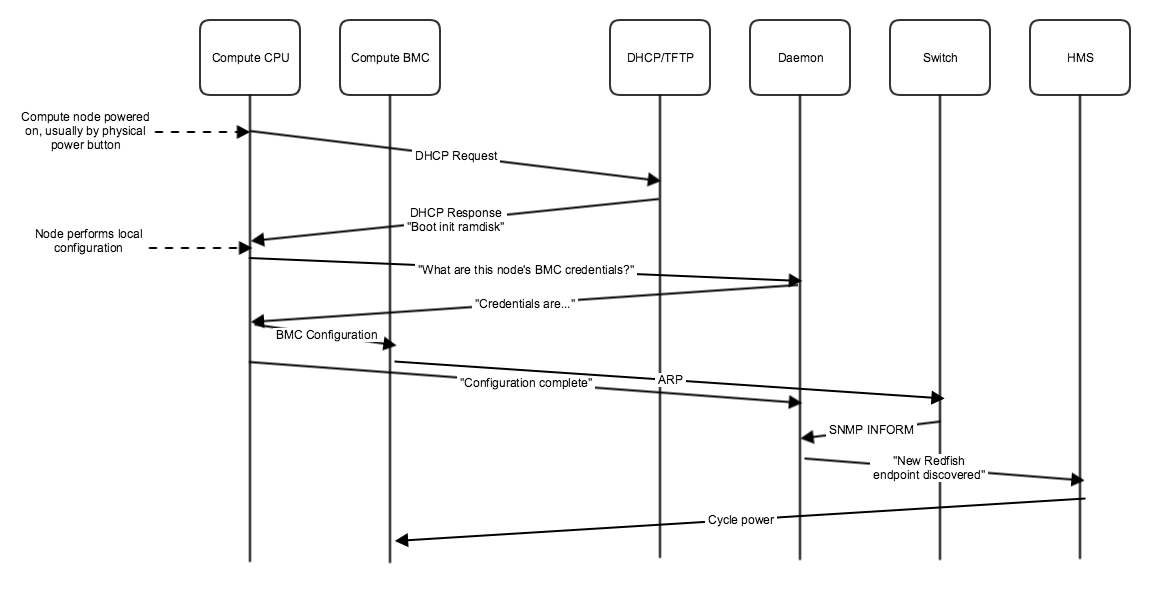 Compute CPU
Compute BMC
DHCP/TFTP
Daemon
Switch
HMS
Compute node powered
on, usually by physical
power button
DHCP Request
DHCP Response
"Boot init ramdisk"
Node performs local
configuration
"What are this node's BMC credentials?"
"Credentials are..."
BMC Configuration
ARP
"Configuration complete"
SNMP INFORM
"New Redfish
endpoint discovered"
Cycle power